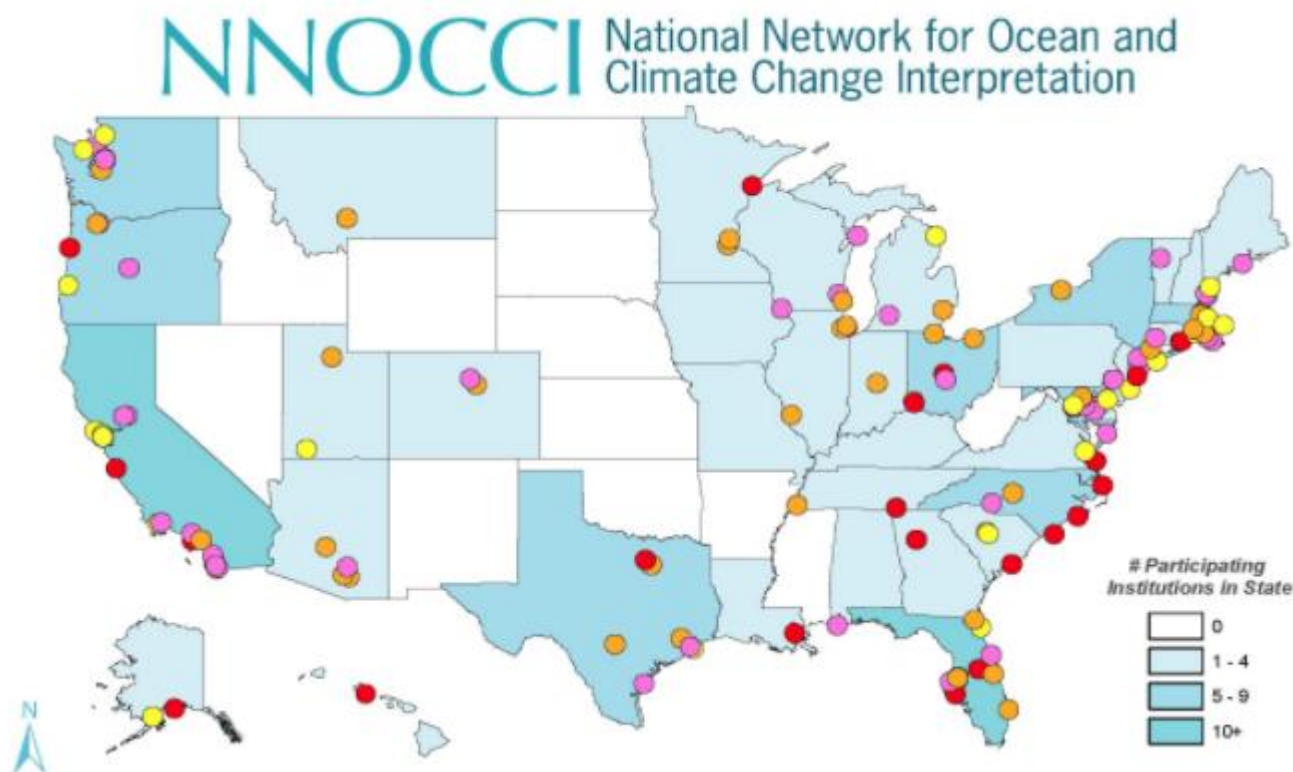 NNOCCI
National Network for Ocean and
Climate Change Interpretation
# Participating
Institutions in State
0
1 - 4
5 - 9
10+
N